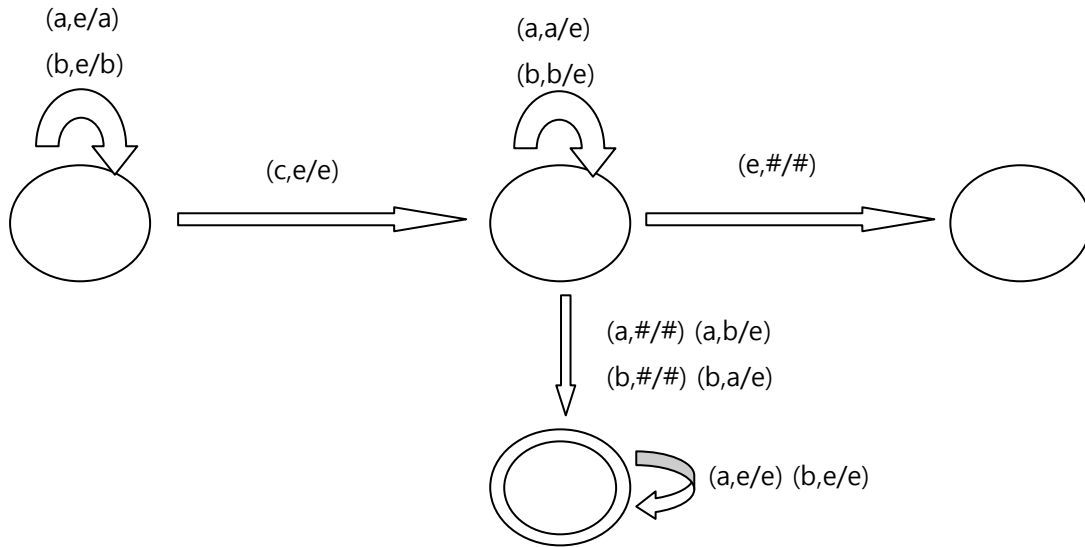 (a,e/a)
(b,e/b)
(a,a/e)
(b,b/e)
(c,e/e)
(e,#/#)
(a,#/#) (a,b/e)
(b,#/#) (b,a/e)
(a,e/e) (b,e/e)